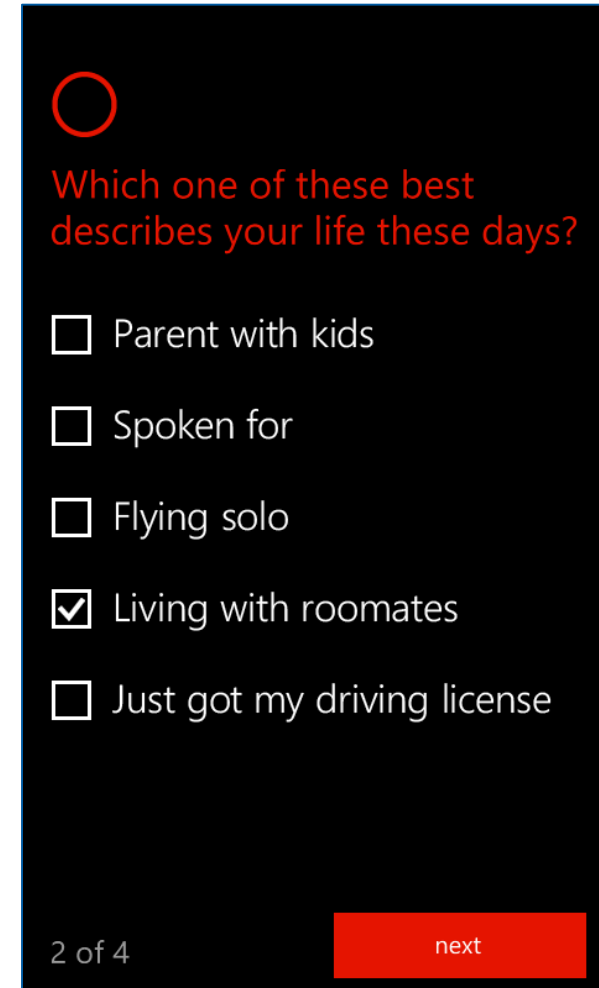 Which one of these best
describes your life these days?
Parent with kids
Spoken for
Flying solo
Living with roomates
Just got my driving license
2 of 4
next